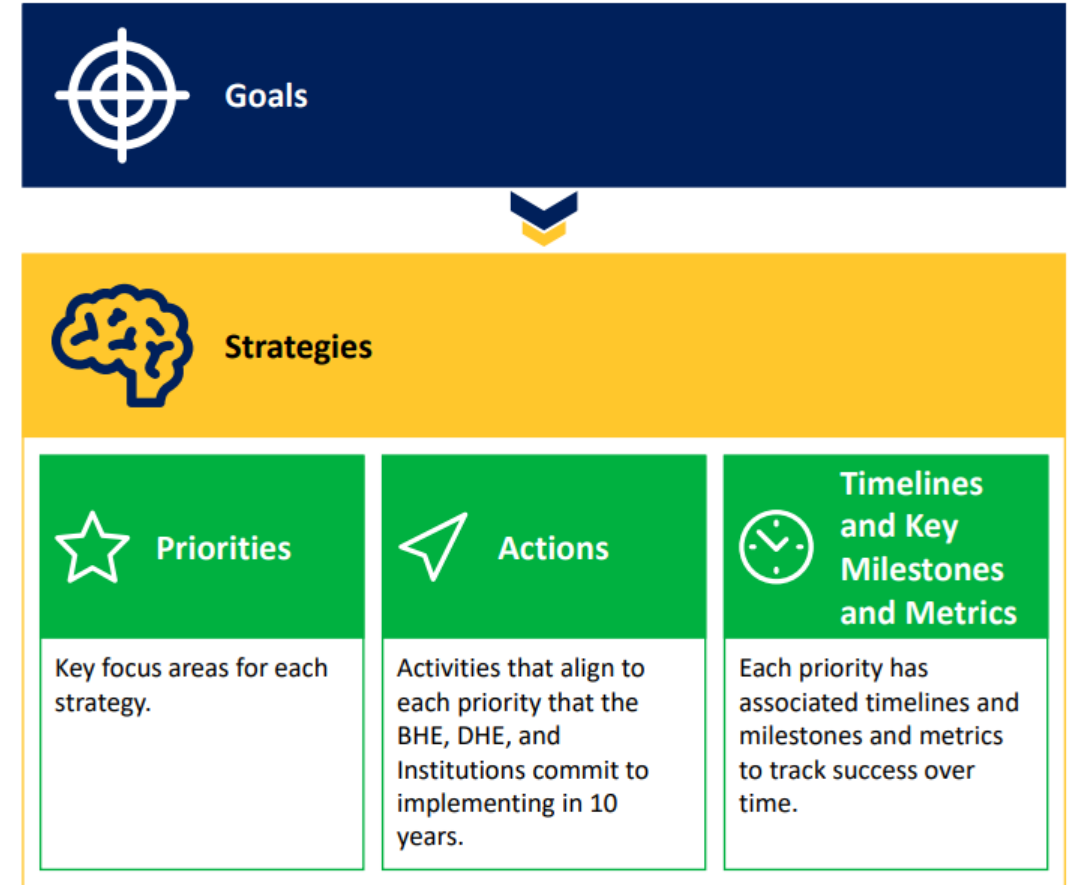 Goals
Strategies
Priorities
Key focus areas for each
strategy.
Actions
Activities that align to
each priority that the
BHE, DHE, and
Institutions commit to
implementing in 10
years.
Timelines
and Key
Milestones
and Metrics
Each priority has
associated timelines and
milestones and metrics
to track success over
time.